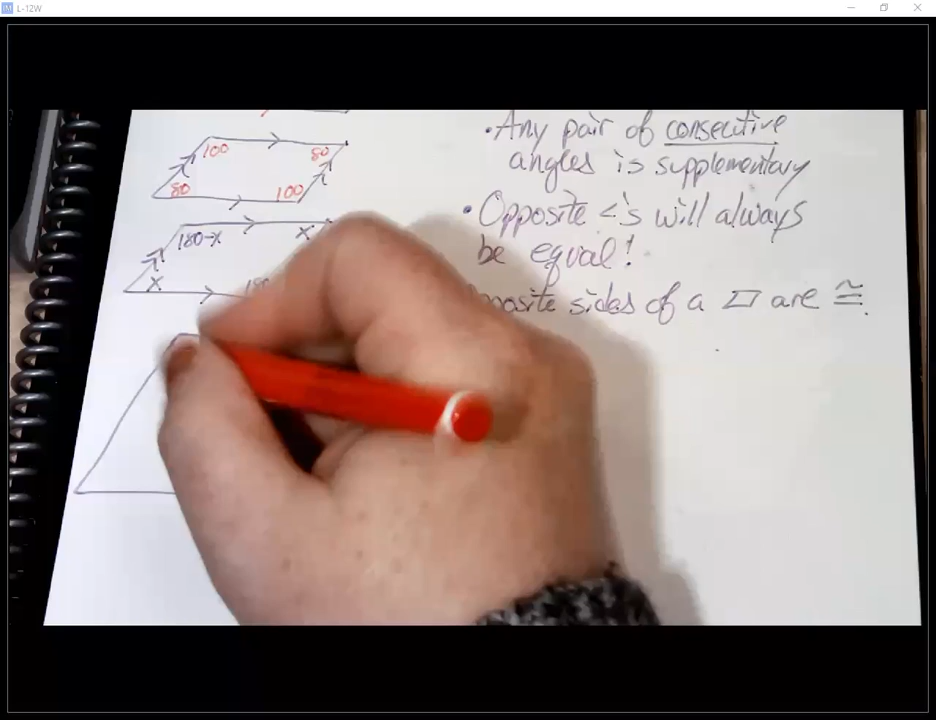 L-12W
• Any pair of consecutive
angles is supplementary
• Opposite <'s will always
be equal!
sides of a ▱ are ≅.
100
80
80
100
180-x
x
x